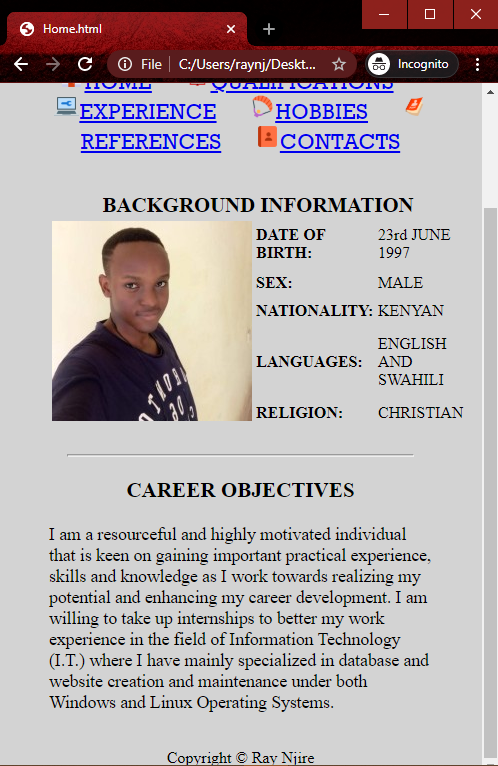 Home.html
File C:/Users/raynj/Deskt... Incognito
HOME QUALIFICATIONS
EXPERIENCE HOBBIES
REFERENCES CONTACTS
BACKGROUND INFORMATION
DATE OF BIRTH: 23rd JUNE 1997
SEX: MALE
NATIONALITY: KENYAN
LANGUAGES: ENGLISH AND SWAHILI
RELIGION: CHRISTIAN
CAREER OBJECTIVES
I am a resourceful and highly motivated individual
that is keen on gaining important practical experience,
skills and knowledge as I work towards realizing my
potential and enhancing my career development. I am
willing to take up internships to better my work
experience in the field of Information Technology
(I.T.) where I have mainly specialized in database and
website creation and maintenance under both
Windows and Linux Operating Systems.
Copyright © Ray Njire